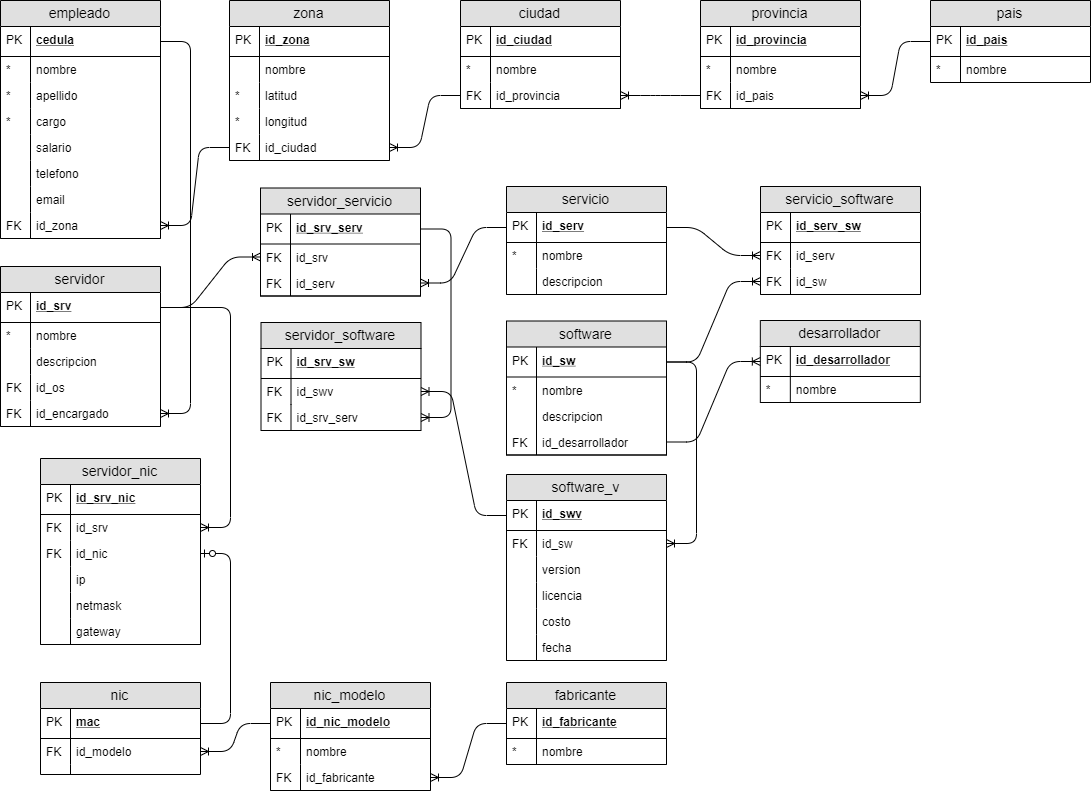 empleado
PK cedula
* nombre
* apellido
* cargo
salario
telefono
email
FK id_zona
zona
PK id_zona
nombre
* latitud
* longitud
FK id_ciudad
ciudad
PK id_ciudad
* nombre
FK id_provincia
provincia
PK id_provincia
* nombre
FK id_pais
pais
PK id_pais
* nombre
servidor_servicio
PK id_srv_serv
FK id_srv
FK id_serv
servicio
PK id_serv
* nombre
descripcion
servicio_software
PK id_serv_sw
FK id_serv
FK id_sw
servidor
PK id_srv
* nombre
descripcion
FK id_os
FK id_encargado
servidor_software
PK id_srv_sw
FK id_swv
FK id_srv_serv
software
PK id_sw
* nombre
descripcion
FK id_desarrollador
desarrollador
PK id_desarrollador
* nombre
servidor_nic
PK id_srv_nic
FK id_srv
FK id_nic
ip
netmask
gateway
software_v
PK id_swv
FK id_sw
version
licencia
costo
fecha
nic
PK mac
FK id_modelo
nic_modelo
PK id_nic_modelo
* nombre
FK id_fabricante
fabricante
PK id_fabricante
* nombre